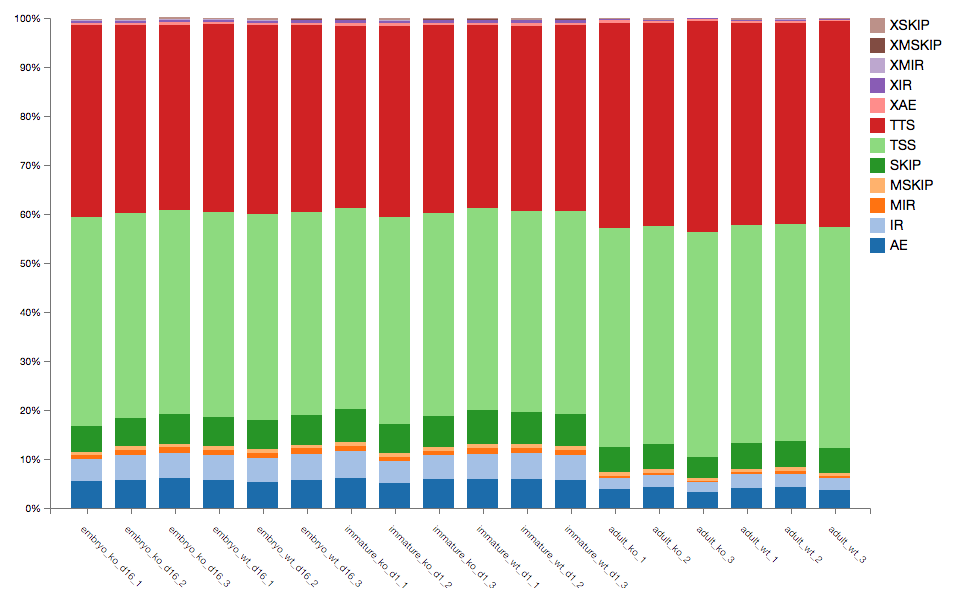 100%
90%
80%
70%
60%
50%
40%
30%
20%
10%
0%
embryo_ko_d16_1
embryo_ko_d16_2
embryo_ko_d16_3
embryo_wt_d16_1
embryo_wt_d16_2
embryo_wt_d16_3
immature_ko_d1_1
immature_ko_d1_2
immature_ko_d1_3
immature_wt_d1_1
immature_wt_d1_2
immature_wt_d1_3
adult_ko_1
adult_ko_2
adult_ko_3
adult_wt_1
adult_wt_2
adult_wt_3
XSKIP
XMSKIP
XMIR
XIR
XAE
TTS
TSS
SKIP
MSKIP
MIR
IR
AE